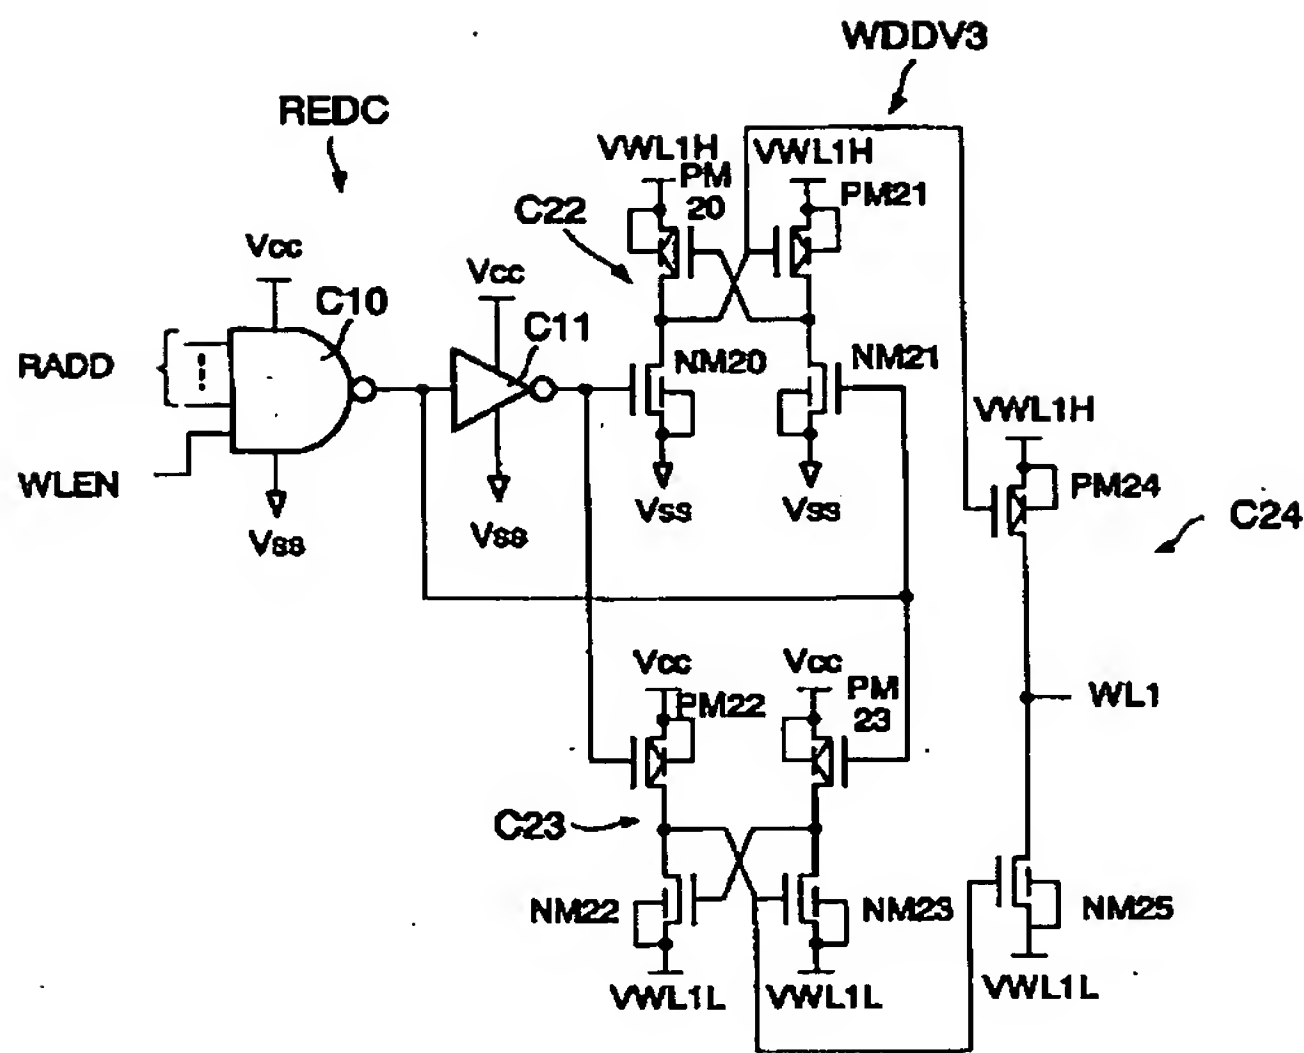 WDDV3
REDC
VWL1H
VWL1H
PM
20
PM21
C22
Vcc
C10
Vcc
C11
RADD
NM20
NM21
WLEN
Vss
Vss
Vss
Vss
VWL1H
PM24
C24
Vcc
PM22
Vcc
PM
23
WL1
C23
NM22
NM23
NM25
VWL1L
VWL1L
VWL1L